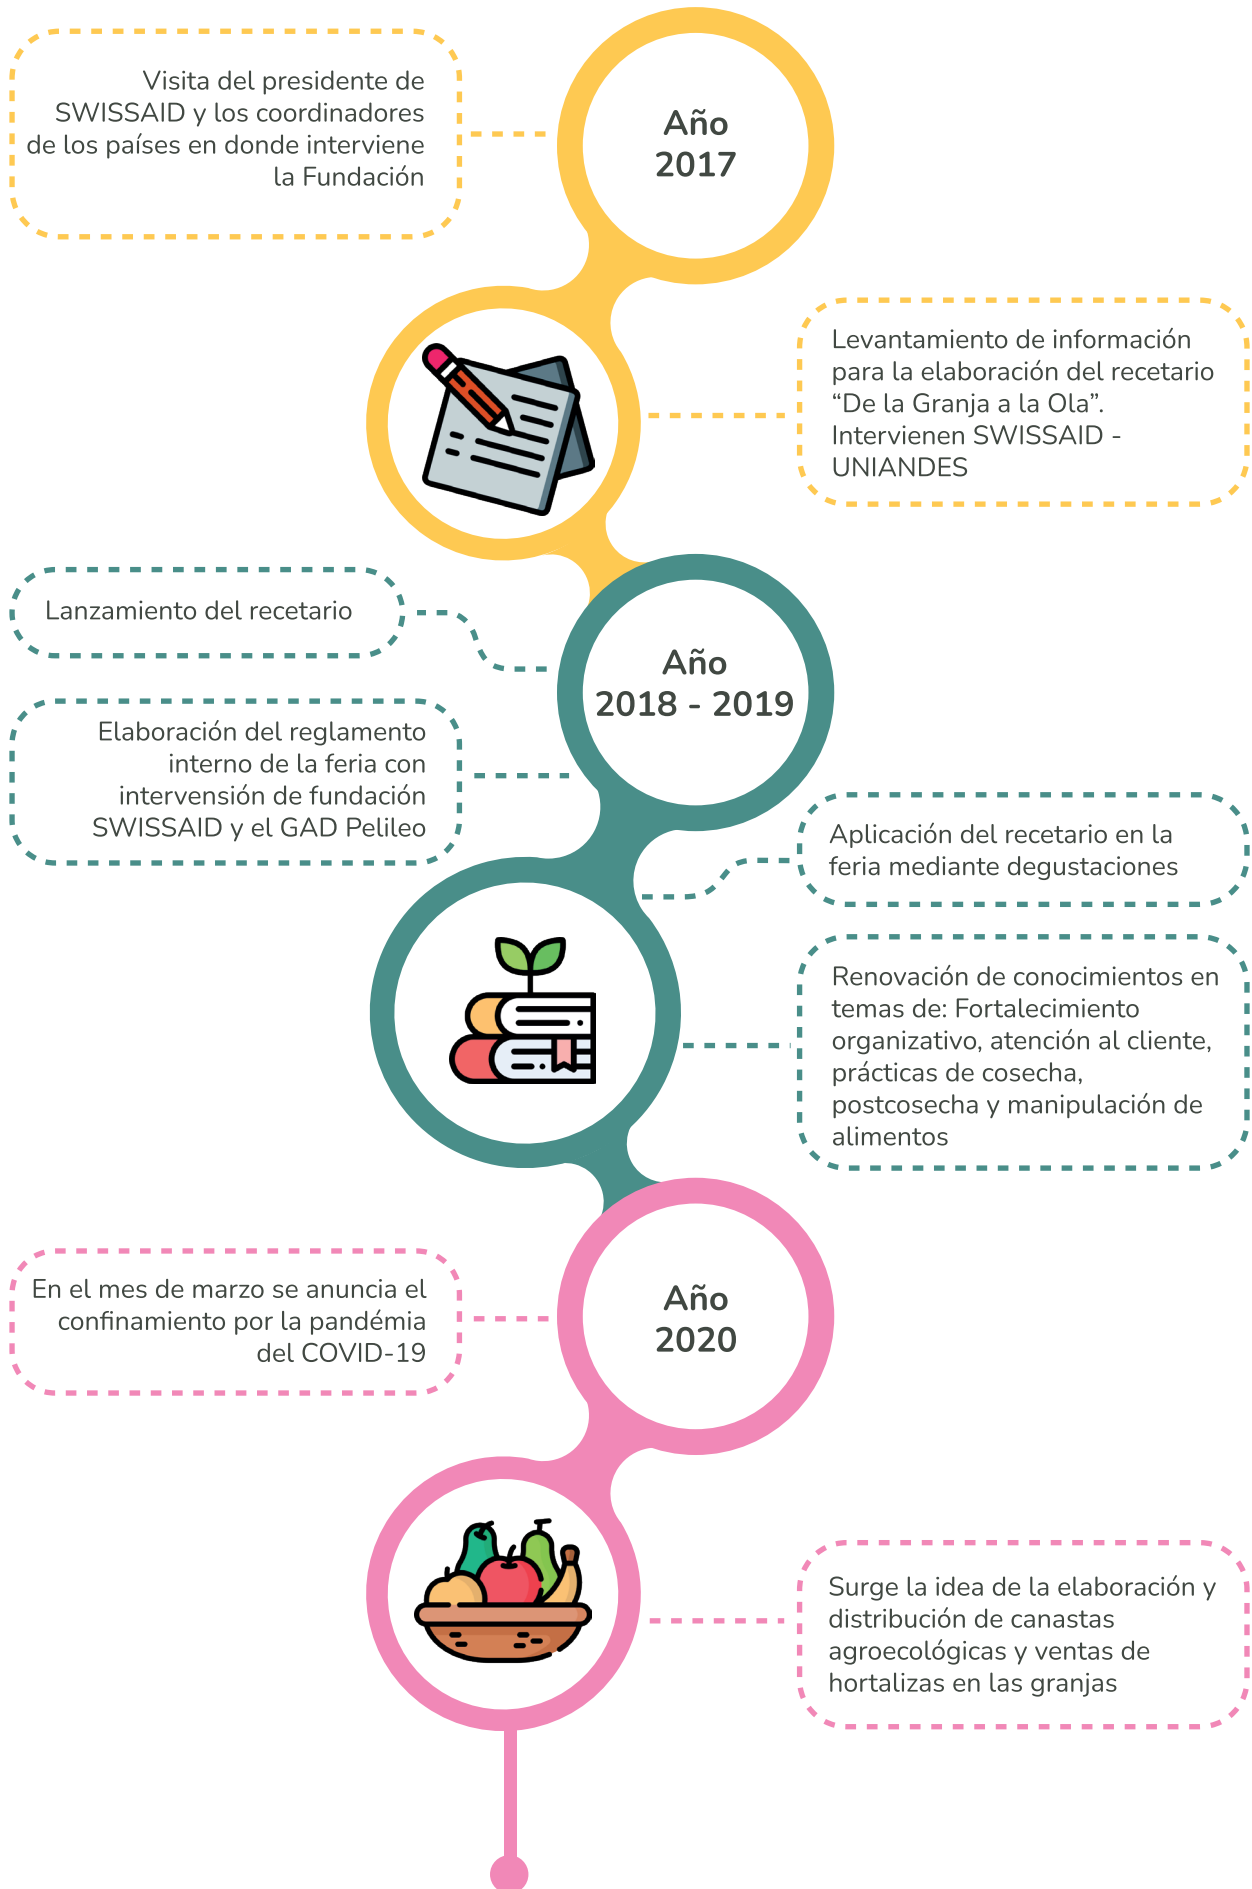 Visita del presidente de
SWISSAID y los coordinadores
de los países en donde interviene
la Fundación
Año
2017
Levantamiento de información
para la elaboración del recetario
“De la Granja a la Ola”.
Intervienen SWISSAID -
UNIANDES
Lanzamiento del recetario
Año
2018 - 2019
Elaboración del reglamento
interno de la feria con
intervensión de fundación
SWISSAID y el GAD Pelileo
Aplicación del recetario en la
feria mediante degustaciones
Renovación de conocimientos en
temas de: Fortalecimiento
organizativo, atención al cliente,
prácticas de cosecha,
postcosecha y manipulación de
alimentos
En el mes de marzo se anuncia el
confinamiento por la pandémia
del COVID-19
Año
2020
Surge la idea de la elaboración y
distribución de canastas
agroecológicas y ventas de
hortalizas en las granjas